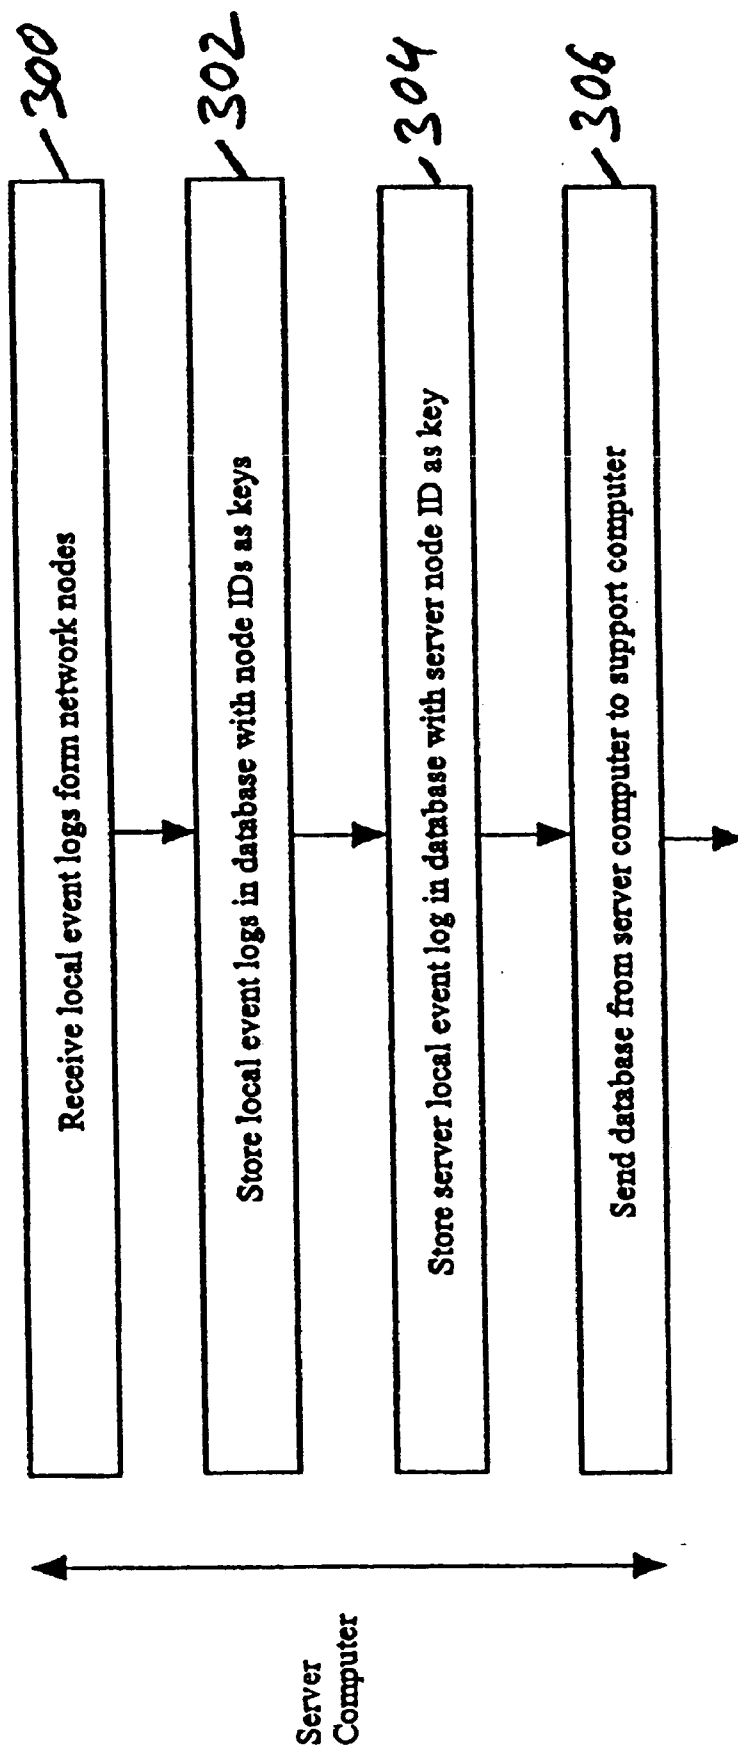 Receive local event logs form network nodes
300
Store local event logs in database with node IDs as keys
302
Store server local event log in database with server node ID as key
304
Send database from server computer to support computer
306
Server
Computer